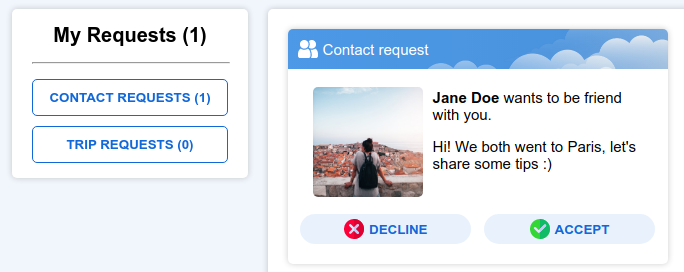 My Requests (1)
CONTACT REQUESTS (1)
TRIP REQUESTS (0)
Contact request
Jane Doe wants to be friend
with you.
Hi! We both went to Paris, let's
share some tips :)
DECLINE
ACCEPT